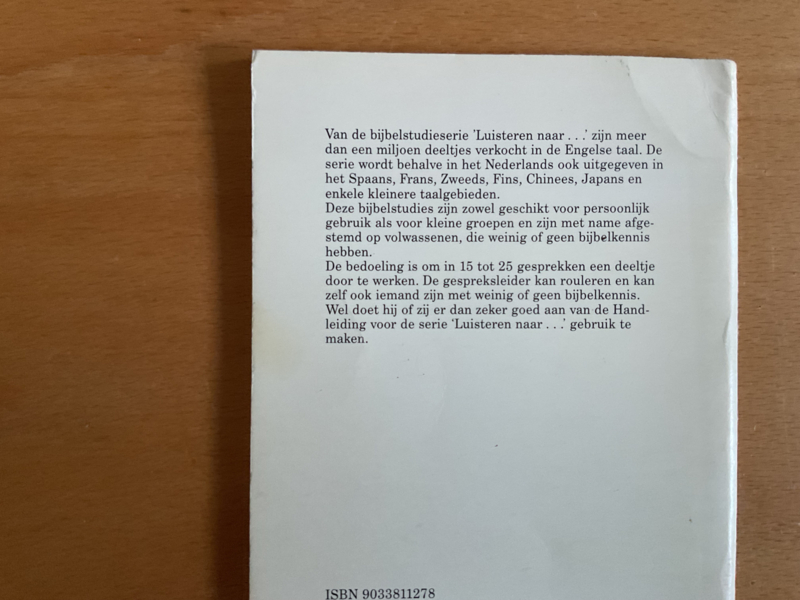 Van de bijbelstudieserie 'Luisteren naar . . .' zijn meer
dan een miljoen deeltjes verkocht in de Engelse taal. De
serie wordt behalve in het Nederlands ook uitgegeven in
het Spaans, Frans, Zweeds, Fins, Chinees, Japans en
enkele kleinere taalgebieden.
Deze bijbelstudies zijn zowel geschikt voor persoonlijk
gebruik als voor kleine groepen en zijn met name afge-
stemd op volwassenen, die weinig of geen bijbelkennis
hebben.
De bedoeling is om in 15 tot 25 gesprekken een deeltje
door te werken. De gespreksleider kan rouleren en kan
zelf ook iemand zijn met weinig of geen bijbelkennis.
Wel doet hij of zij er dan zeker goed aan van de Hand-
leiding voor de serie 'Luisteren naar . . .' gebruik te
maken.
ISBN 9033811278